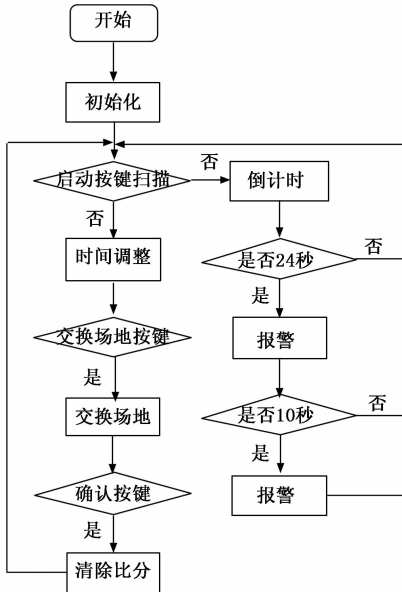 开始
初始化
启动按键扫描
否
倒计时
否
时间调整
是否24秒
否
是
交换场地按键
报警
是
交换场地
是否10秒
否
是
确认按键
报警
是
清除比分